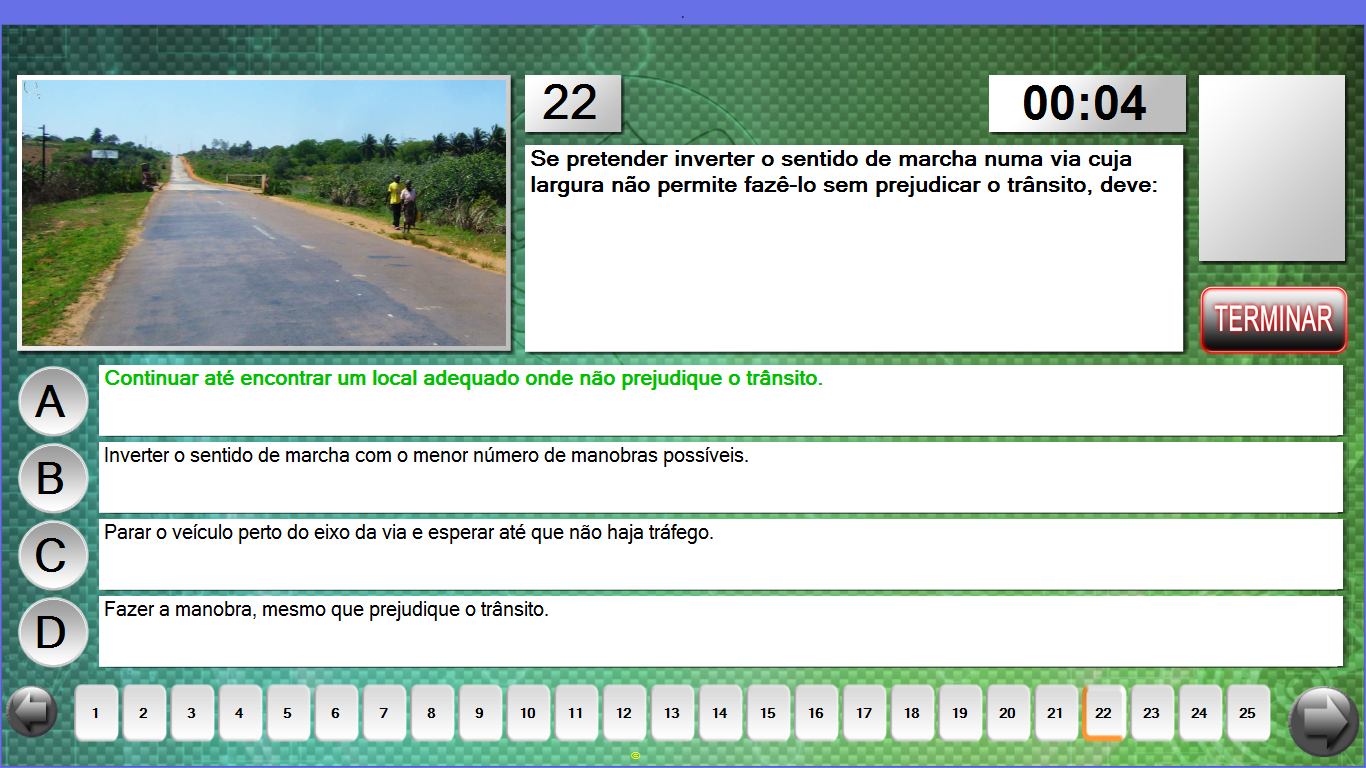 22
00:04
Se pretender inverter o sentido de marcha numa via cuja
largura não permite fazê-lo sem prejudicar o trânsito, deve:
TERMINAR
A
Continuar até encontrar um local adequado onde não prejudique o trânsito.
B
Inverter o sentido de marcha com o menor número de manobras possíveis.
C
Parar o veículo perto do eixo da via e esperar até que não haja tráfego.
D
Fazer a manobra, mesmo que prejudique o trânsito.
1 2 3 4 5 6 7 8 9 10 11 12 13 14 15 16 17 18 19 20 21 22 23 24 25